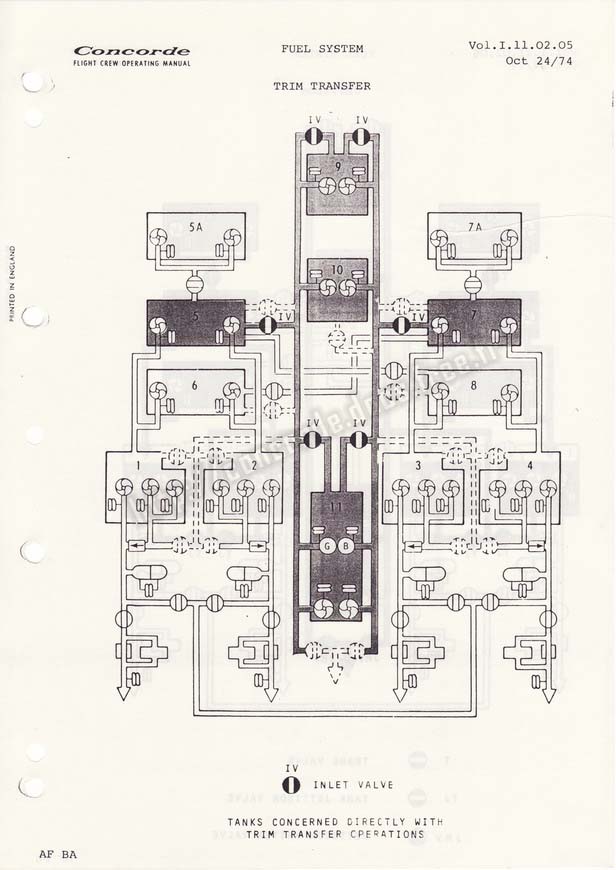 Concorde
FLIGHT CREW OPERATING MANUAL
FUEL SYSTEM
Vol.I.11.02.05
Oct 24/74
TRIM TRANSFER
IV IV
9
5A
7A
10
PRINTED IN ENGLAND
5
IV
IV
7
6
8
IV IV
1
2
3
4
11
G B
IV
INLET VALVE
TANKS CONCERNED DIRECTLY WITH
TRIM TRANSFER OPERATIONS
AF BA